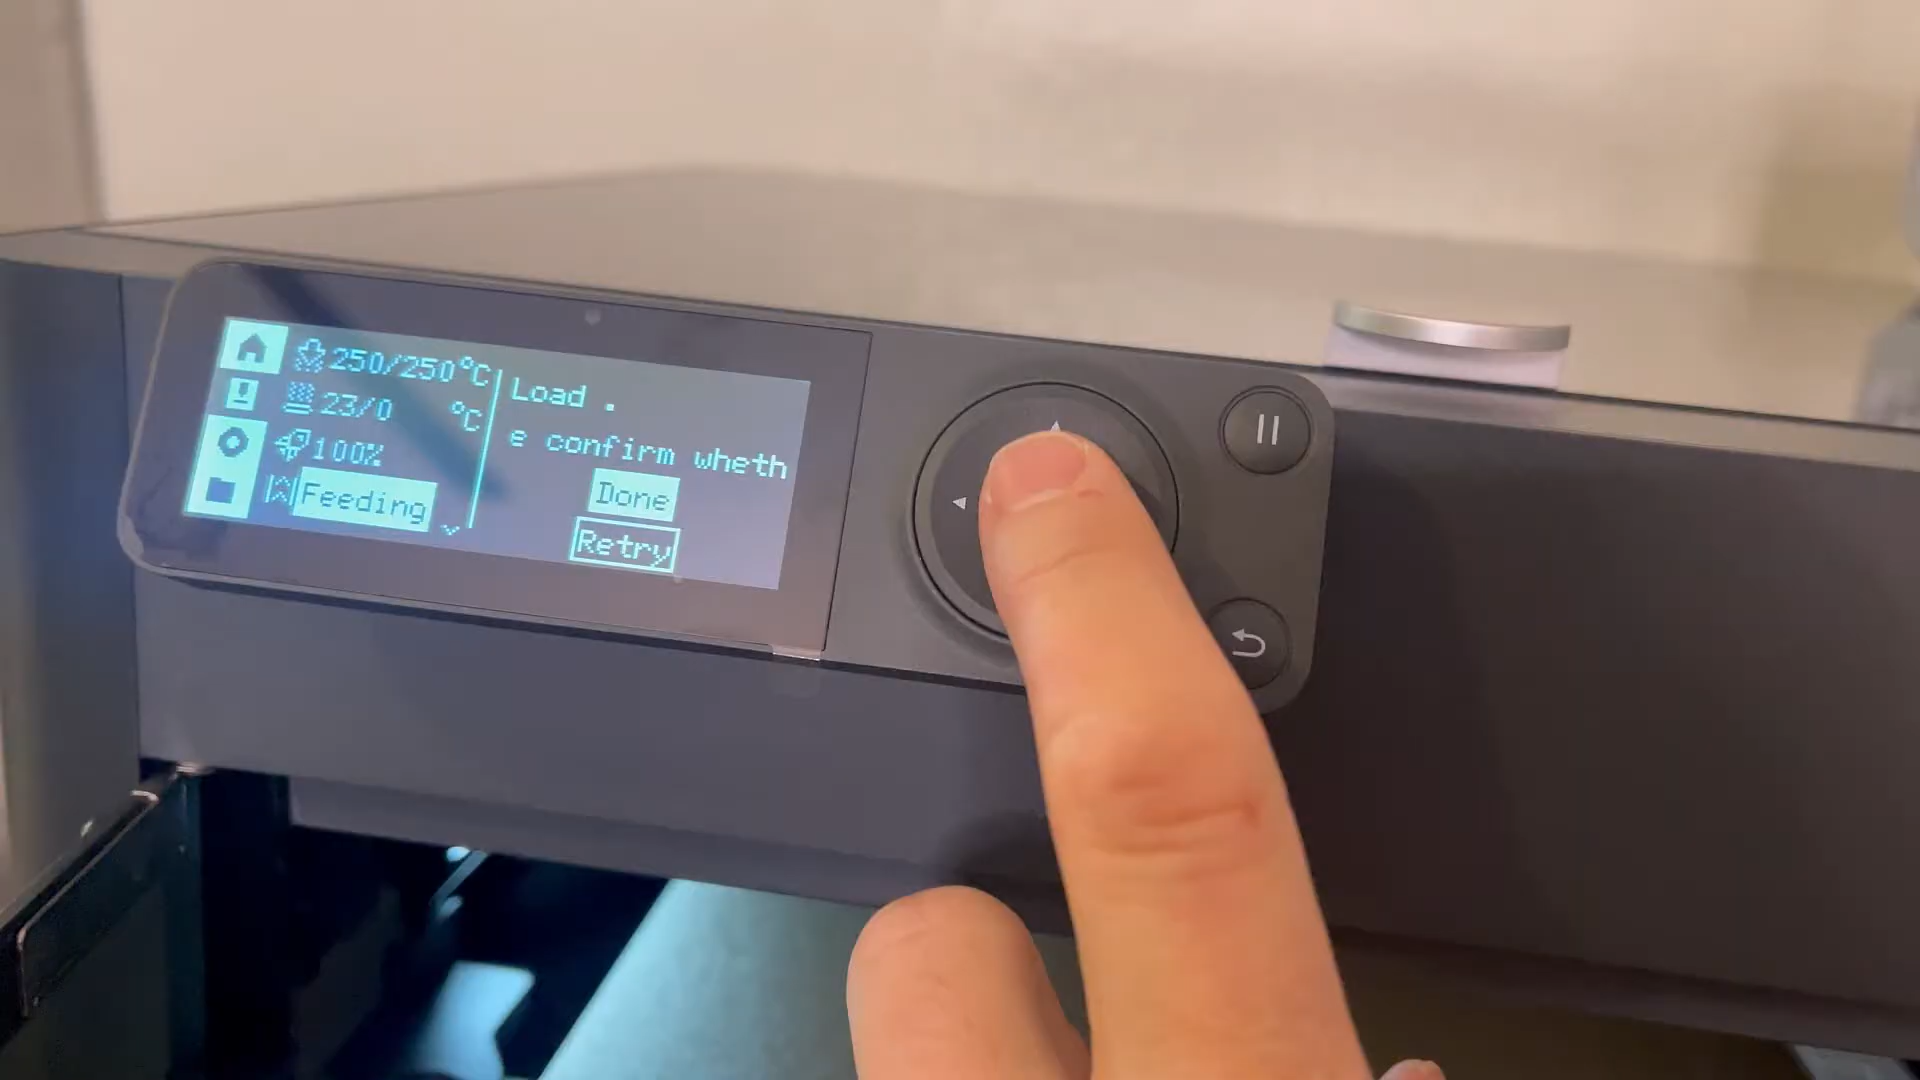 250/250°C
23/0 °C
100%
Feeding
Load .
e confirm wheth
Done
Retry